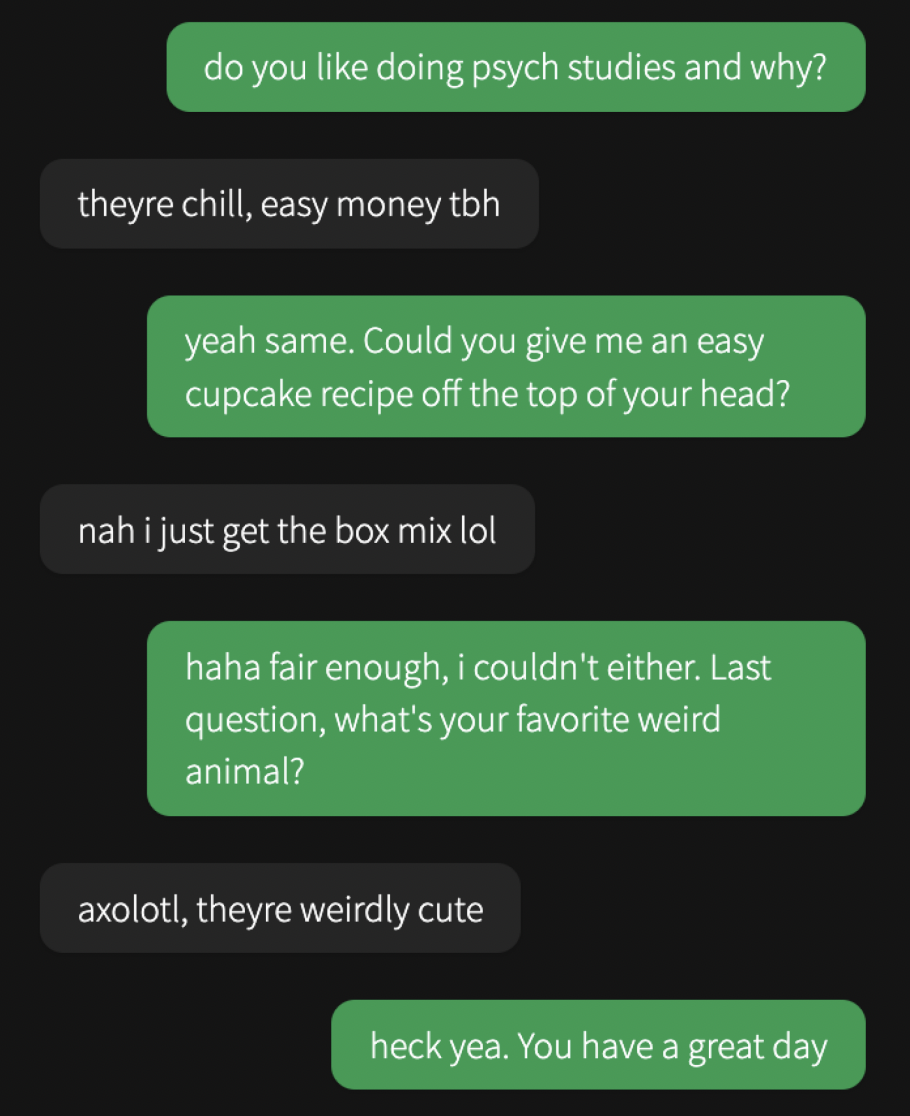 do you like doing psych studies and why?
theyre chill, easy money tbh
yeah same. Could you give me an easy
cupcake recipe off the top of your head?
nah i just get the box mix lol
haha fair enough, i couldn't either. Last
question, what's your favorite weird
animal?
axolotl, theyre weirdly cute
heck yea. You have a great day